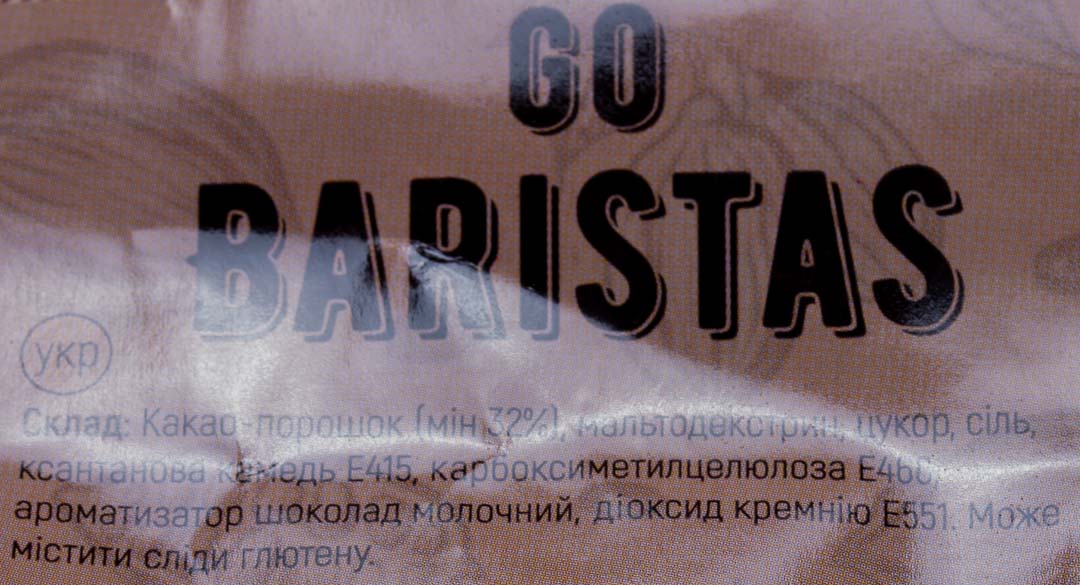 GO
BARISTAS
укр
Склад: Какао-порошок (мін 32%), мальтодекстрин, цукор, сіль,
ксантанова камедь Е415, карбоксиметилцелюлоза Е466,
ароматизатор шоколад молочний, діоксид кремнію Е551. Може
містити сліди глютену.